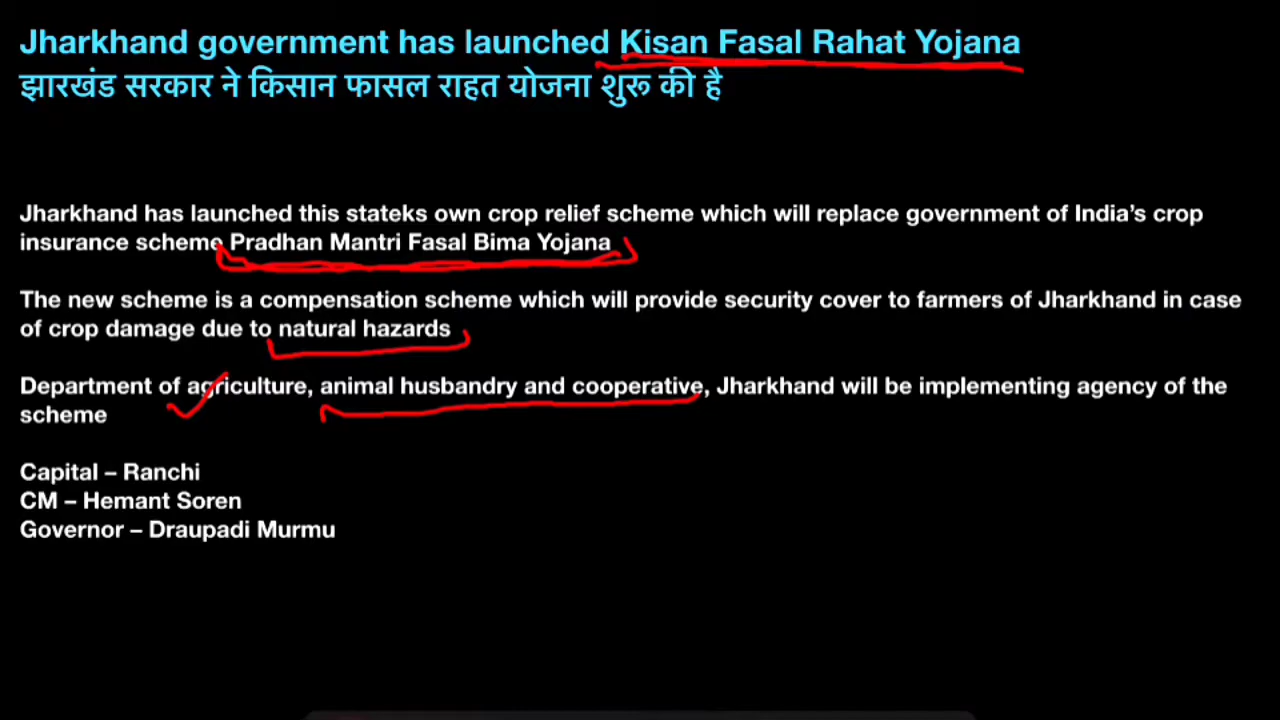 Jharkhand government has launched Kisan Fasal Rahat Yojana
झारखंड सरकार ने किसान फासल राहत योजना शुरू की है
Jharkhand has launched this stateks own crop relief scheme which will replace government of India's crop
insurance scheme Pradhan Mantri Fasal Bima Yojana
The new scheme is a compensation scheme which will provide security cover to farmers of Jharkhand in case
of crop damage due to natural hazards
Department of agriculture, animal husbandry and cooperative, Jharkhand will be implementing agency of the
scheme
Capital – Ranchi
CM – Hemant Soren
Governor – Draupadi Murmu